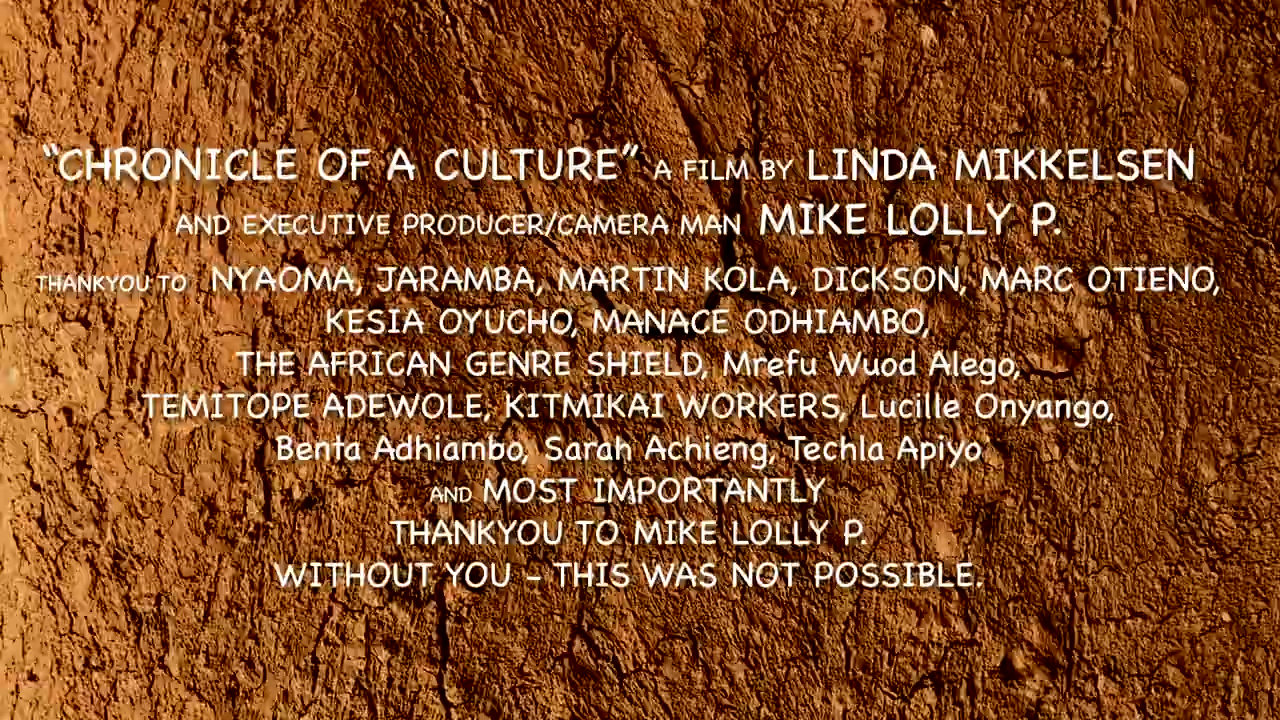 “CHRONICLE OF A CULTURE” A FILM BY LINDA MIKKELSEN
AND EXECUTIVE PRODUCER/CAMERA MAN MIKE LOLLY P.
THANKYOU TO NYAOMA, JARAMBA, MARTIN KOLA, DICKSON, MARC OTIENO,
KESIA OYUCHO, MANACE ODHIAMBO,
THE AFRICAN GENRE SHIELD, Mrefu Wuod Alego,
TEMITOPE ADEWOLE, KITMIKAI WORKERS, Lucille Onyango,
Benta Adhiambo, Sarah Achieng, Techla Apiyo
AND MOST IMPORTANTLY
THANKYOU TO MIKE LOLLY P.
WITHOUT YOU – THIS WAS NOT POSSIBLE.